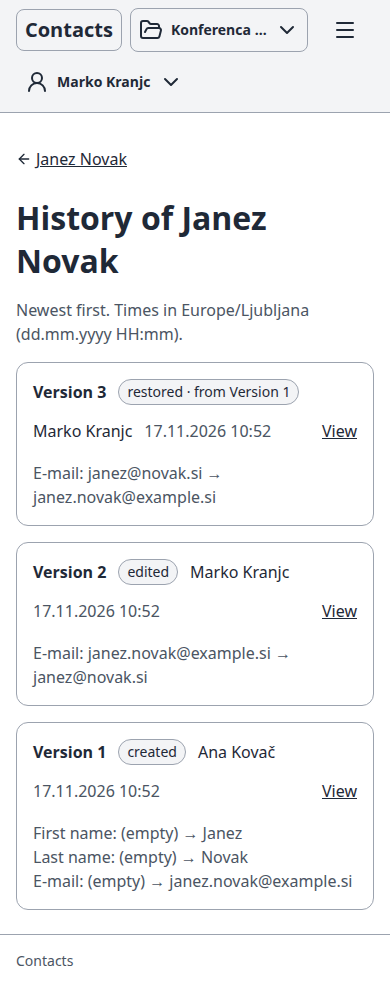 Contacts
Konferenca ...
Marko Kranjc
← Janez Novak
History of Janez
Novak
Newest first. Times in Europe/Ljubljana
(dd.mm.yyyy HH:mm).
Version 3 restored · from Version 1
Marko Kranjc 17.11.2026 10:52 View
E-mail: janez@novak.si →
janez.novak@example.si
Version 2 edited Marko Kranjc
17.11.2026 10:52 View
E-mail: janez.novak@example.si →
janez@novak.si
Version 1 created Ana Kovač
17.11.2026 10:52 View
First name: (empty) → Janez
Last name: (empty) → Novak
E-mail: (empty) → janez.novak@example.si
Contacts